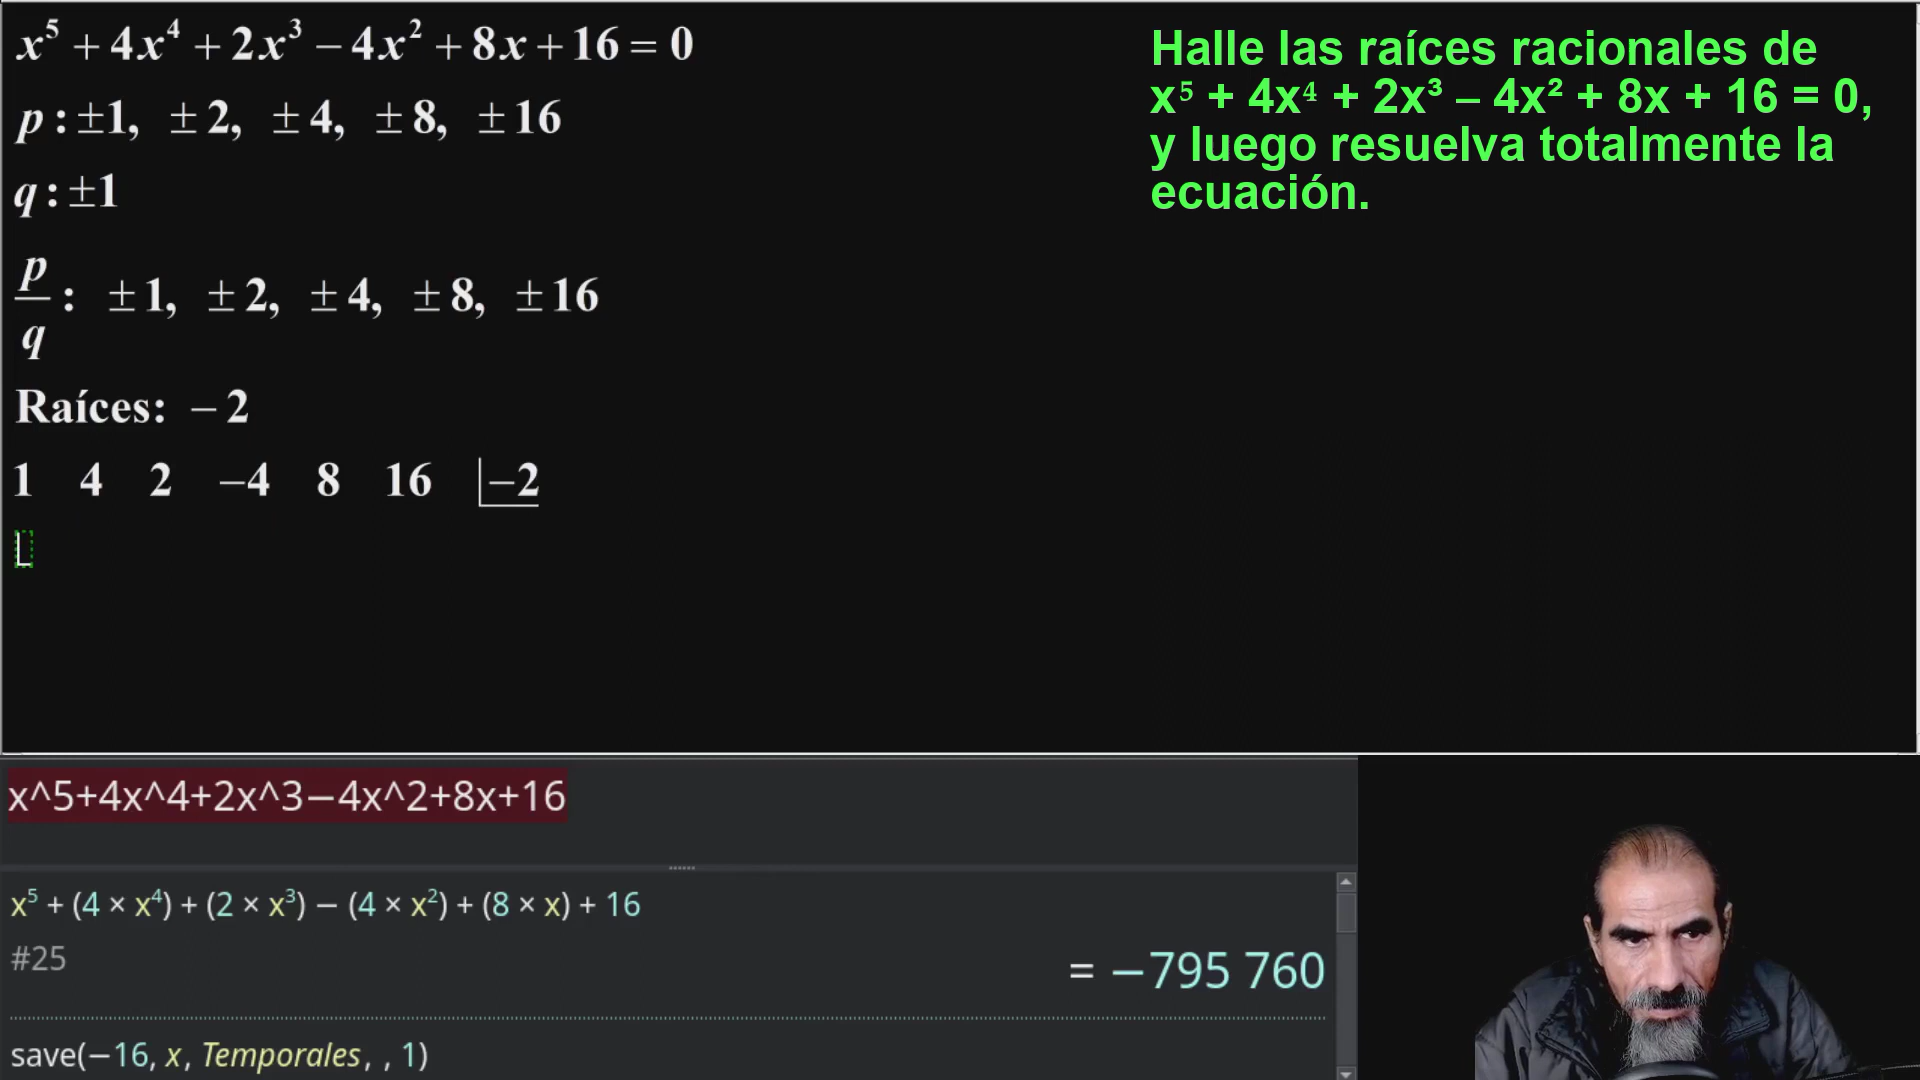 x⁵ + 4x⁴ + 2x³ − 4x² + 8x + 16 = 0
p : ±1, ±2, ±4, ±8, ±16
q : ±1
p/q : ±1, ±2, ±4, ±8, ±16
Raíces: −2
1 4 2 −4 8 16 |−2
Halle las raíces racionales de
x⁵ + 4x⁴ + 2x³ – 4x² + 8x + 16 = 0,
y luego resuelva totalmente la
ecuación.
x^5+4x^4+2x^3−4x^2+8x+16
x⁵ + (4 × x⁴) + (2 × x³) − (4 × x²) + (8 × x) + 16
#25
= −795 760
save(−16, x, Temporales, , 1)